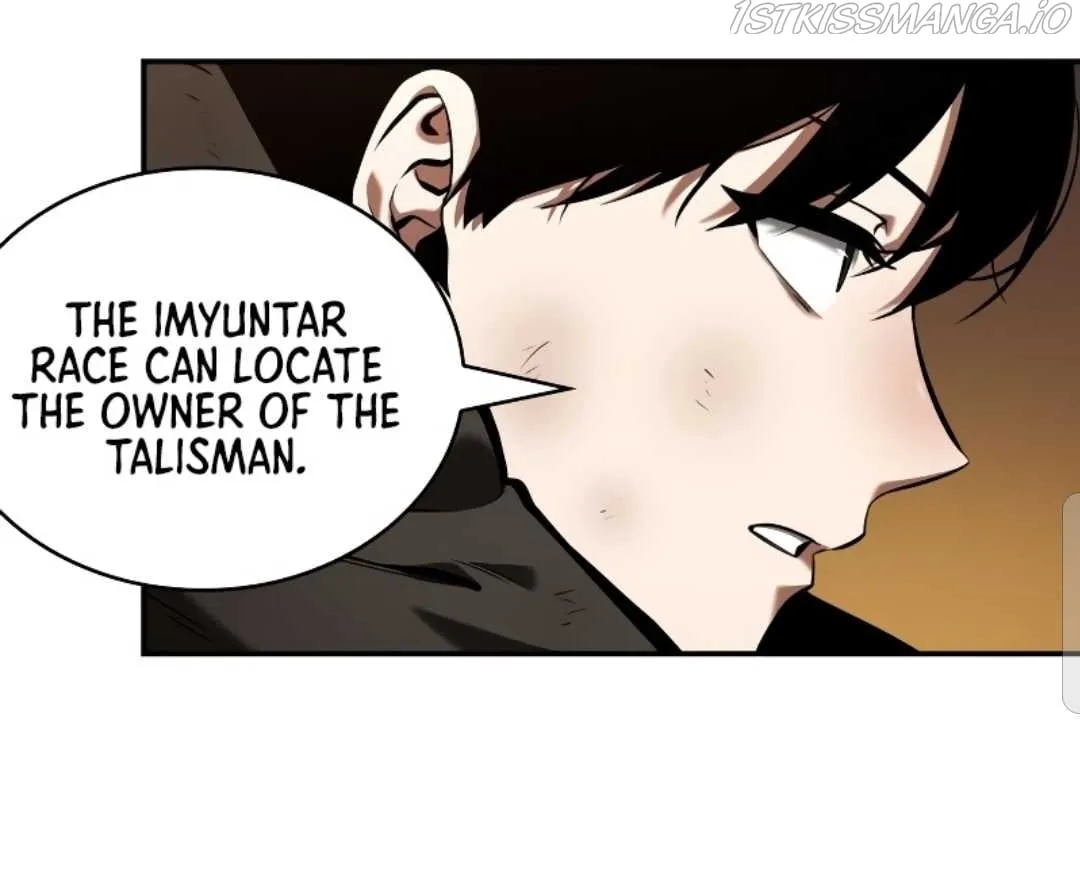 1STKISSMANGA.iO
THE IMYUNTAR
RACE CAN LOCATE
THE OWNER OF THE
TALISMAN.